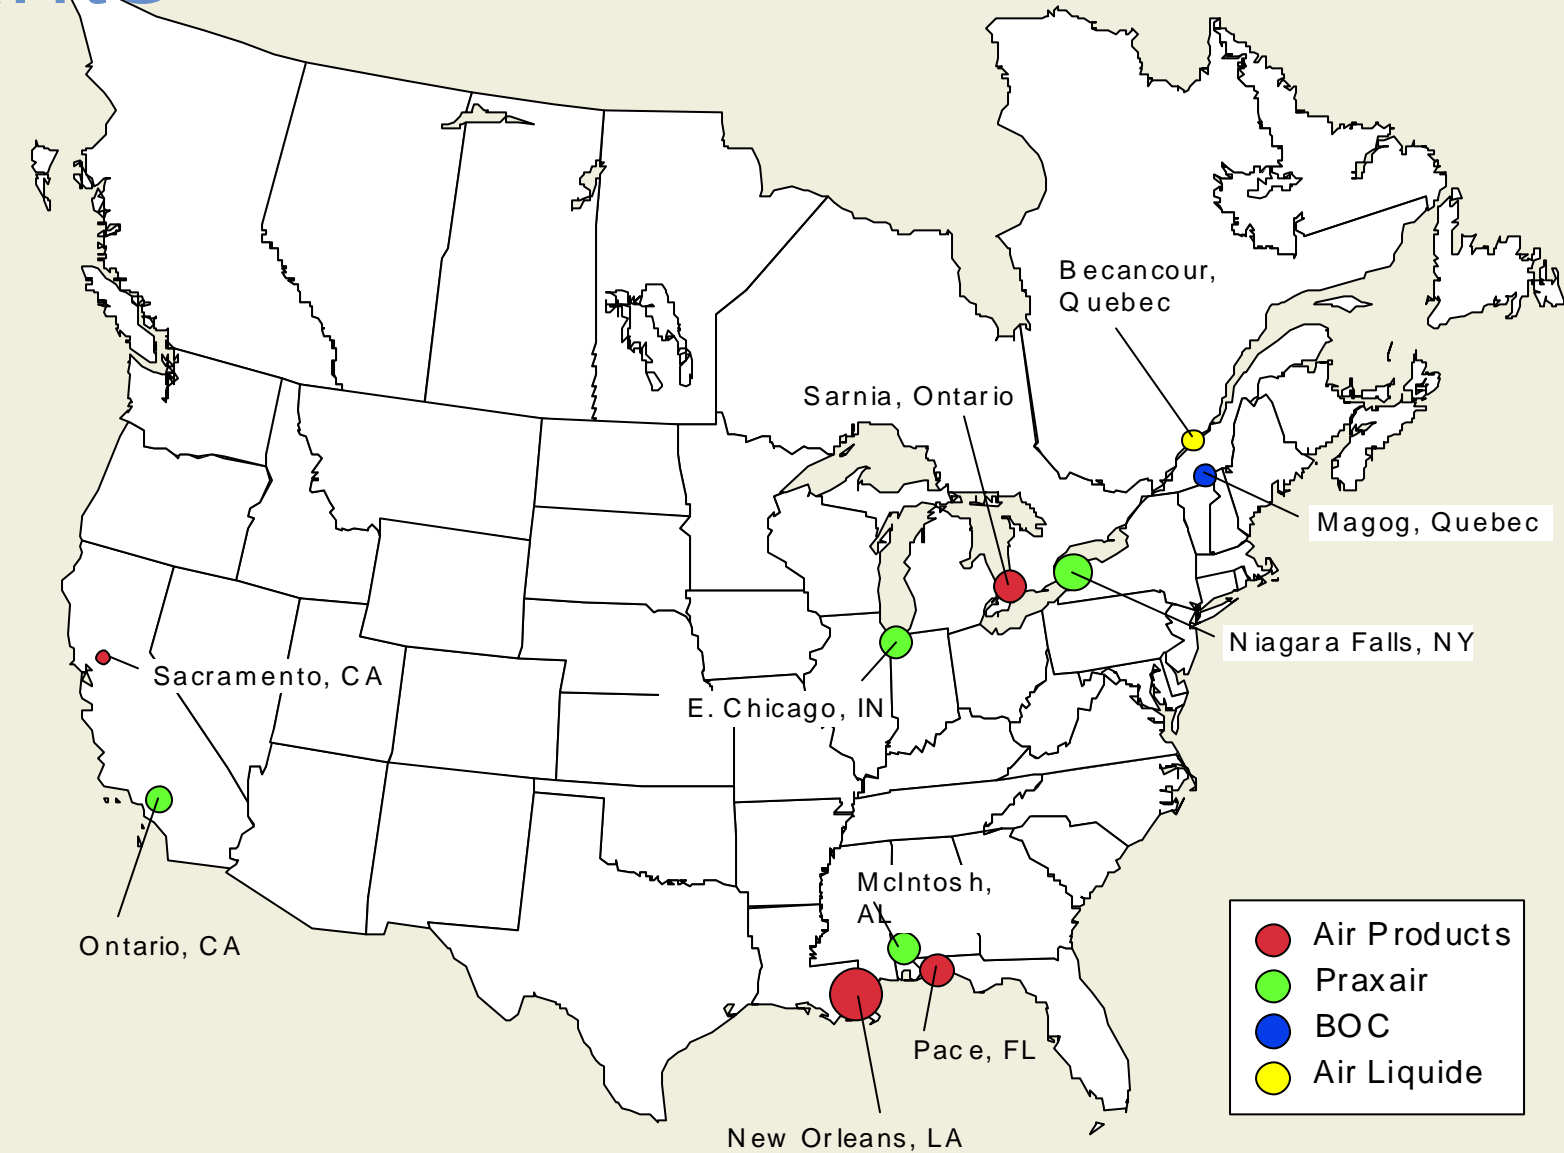 Becancour,
Quebec
Sarnia, Ontario
Magog, Quebec
Niagara Falls, NY
Sacramento, CA
E. Chicago, IN
McIntosh,
AL
Ontario, CA
Pace, FL
New Orleans, LA
Air Products
Praxair
BOC
Air Liquide